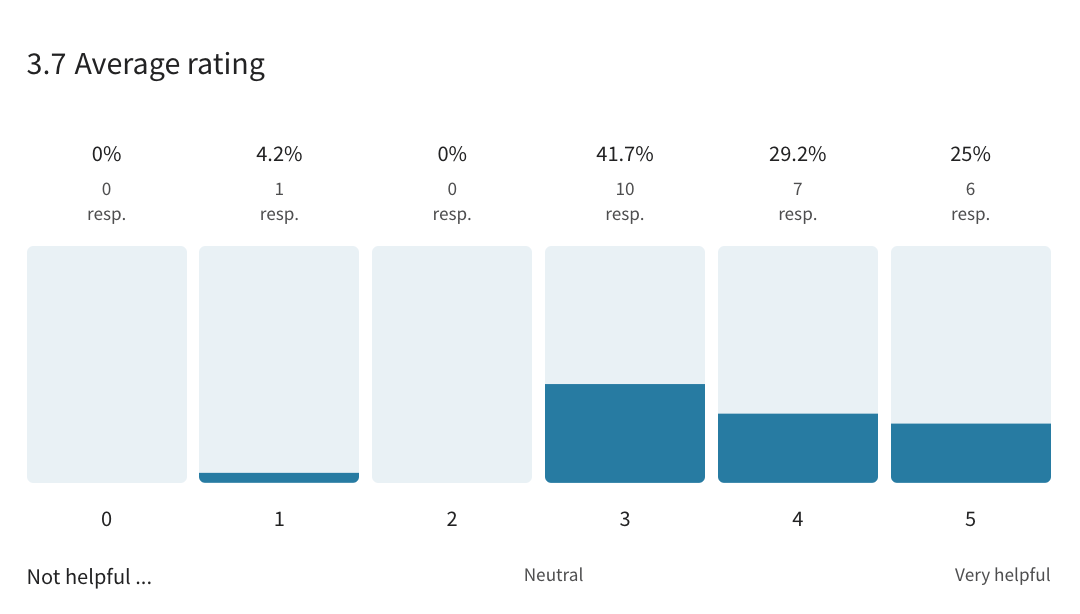 3.7 Average rating
0% 4.2% 0% 41.7% 29.2% 25%
0 1 0 10 7 6
resp. resp. resp. resp. resp. resp.
0 1 2 3 4 5
Not helpful ... Neutral Very helpful